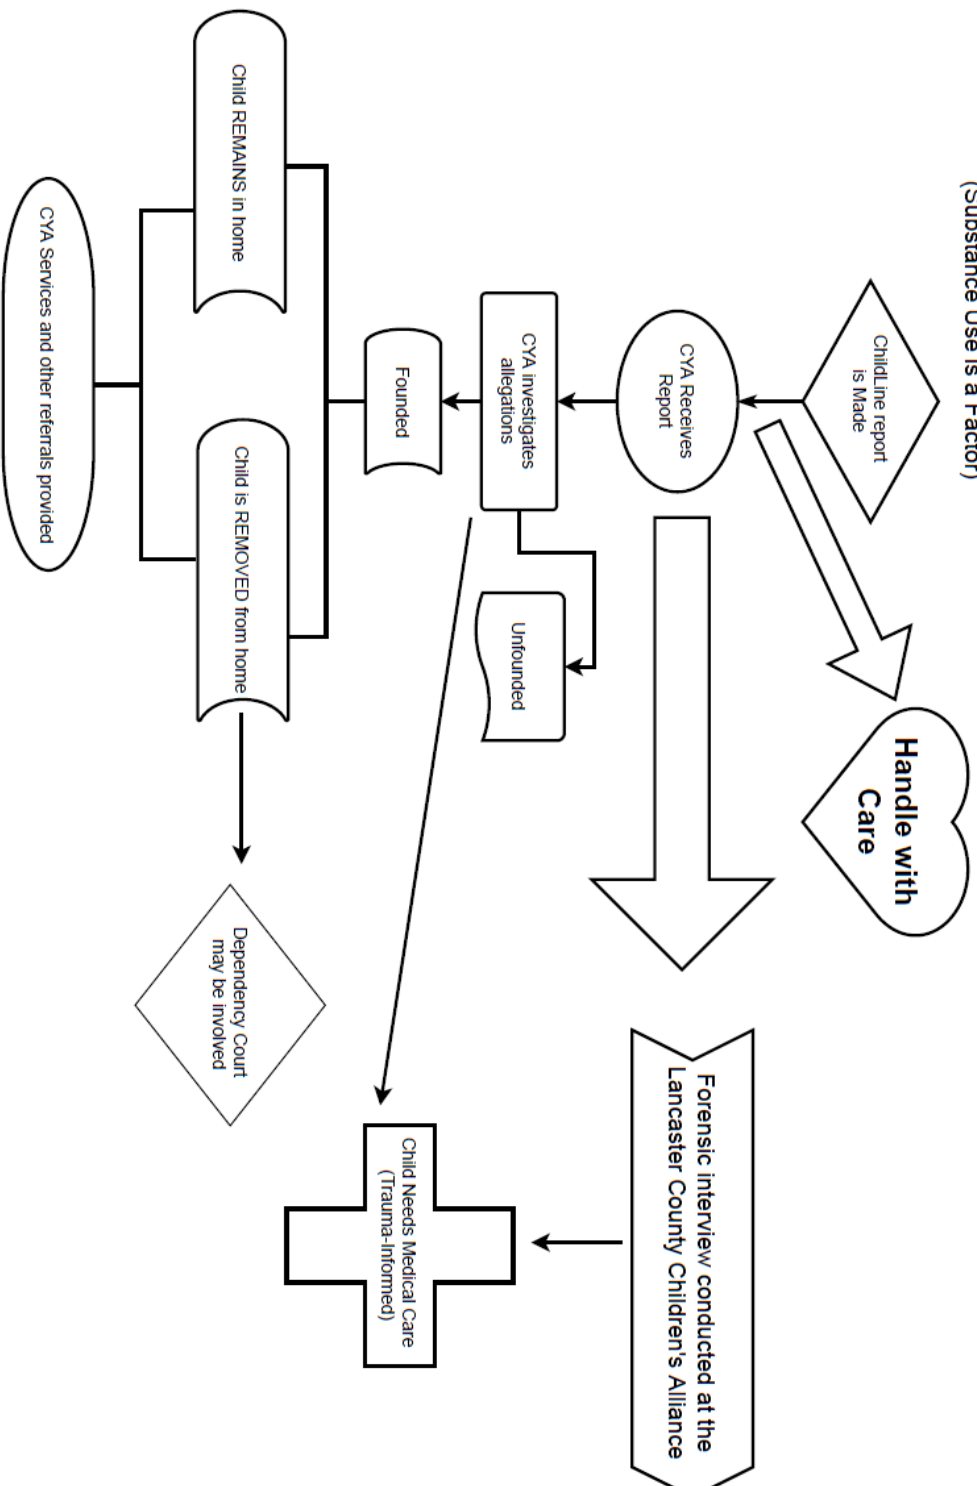 (Substance Use is a Factor)
ChildLine report
is Made
Handle with
Care
CYA Receives
Report
Forensic interview conducted at the
Lancaster County Children's Alliance
CYA investigates
allegations
Unfounded
Founded
Child Needs Medical Care
(Trauma-Informed)
Child REMAINS in home
Child is REMOVED from home
Dependency Court
may be involved
CYA Services and other referrals provided